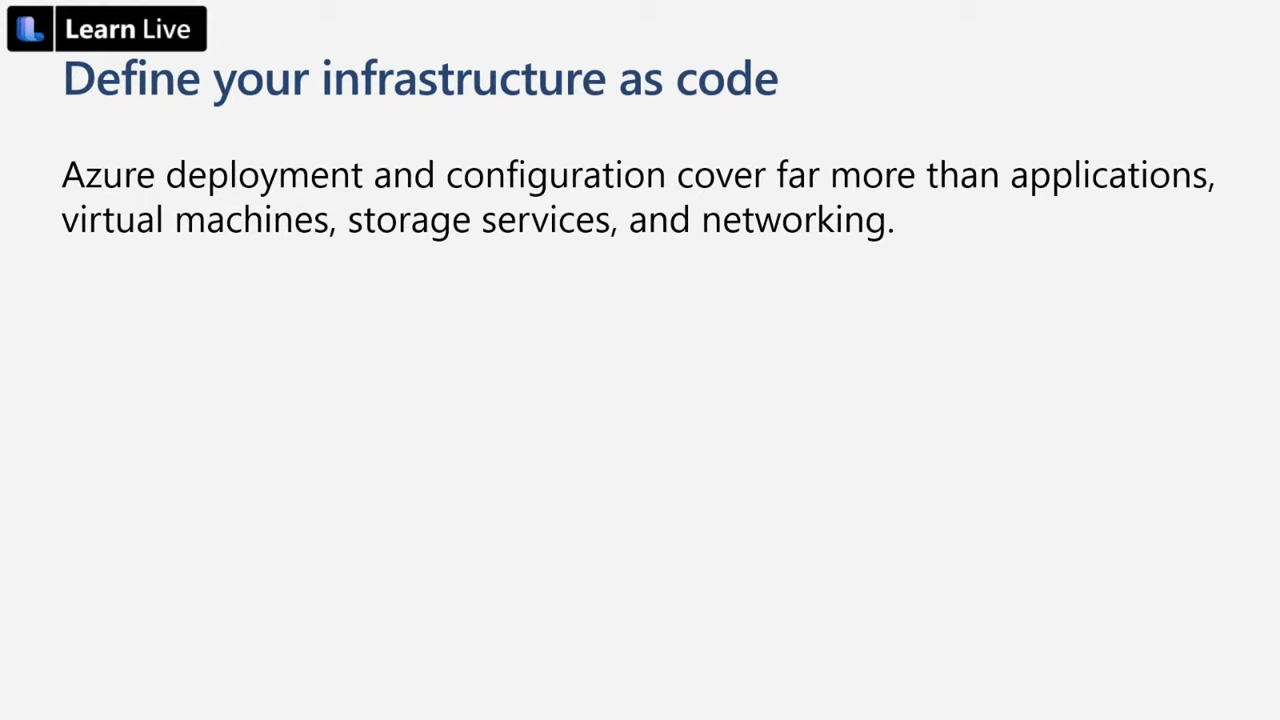 Learn Live
Define your infrastructure as code
Azure deployment and configuration cover far more than applications,
virtual machines, storage services, and networking.